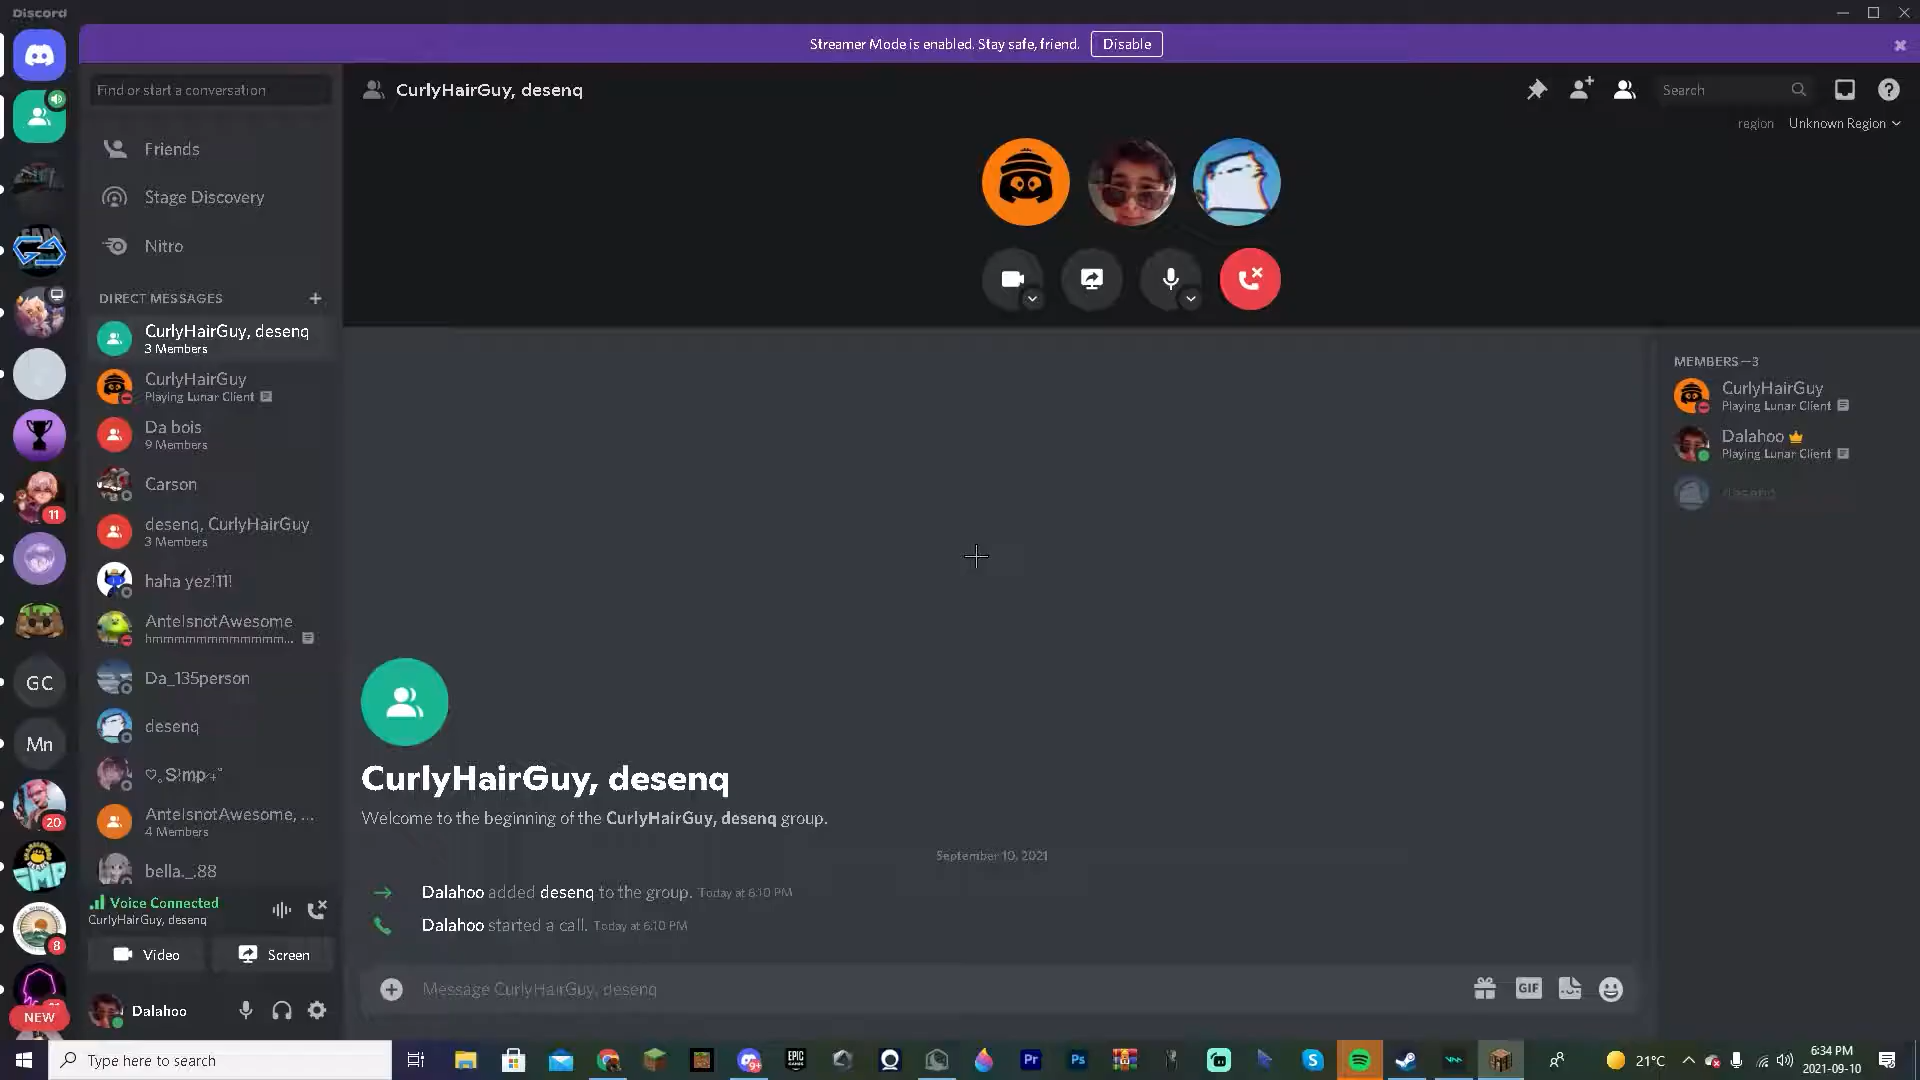 Discord
Streamer Mode is enabled. Stay safe, friend.
Disable
Find or start a conversation
CurlyHairGuy, desenq
Search
region
Unknown Region
Friends
Stage Discovery
Nitro
DIRECT MESSAGES
CurlyHairGuy, desenq
3 Members
CurlyHairGuy
Playing Lunar Client
Da bois
9 Members
Carson
desenq, CurlyHairGuy
3 Members
haha yez!11!
AnteIsnotAwesome
Da_135person
desenq
AnteIsnotAwesome, ...
4 Members
bella._.88
11
GC
Mn
20
8
NEW
MEMBERS—3
CurlyHairGuy
Playing Lunar Client
Dalahoo
Playing Lunar Client
desenq
CurlyHairGuy, desenq
Welcome to the beginning of the CurlyHairGuy, desenq group.
September 10, 2021
Dalahoo added desenq to the group. Today at 6:10 PM
Dalahoo started a call. Today at 6:10 PM
Message CurlyHairGuy, desenq
GIF
Voice Connected
CurlyHairGuy, desenq
Video
Screen
Dalahoo
Type here to search
9+
EPIC
GAMES
Pr
Ps
21°C
6:34 PM
2021-09-10